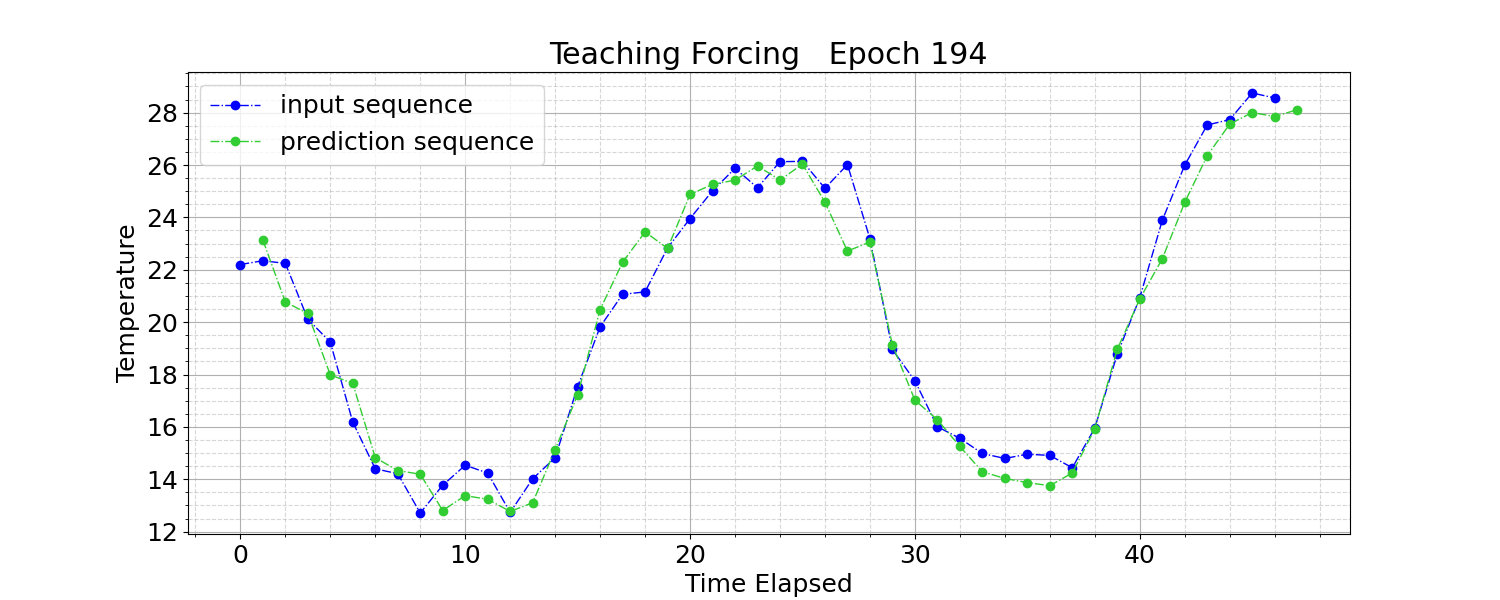 Teaching Forcing   Epoch 194
input sequence
prediction sequence
Temperature
28
26
24
22
20
18
16
14
12
0 10 20 30 40
Time Elapsed